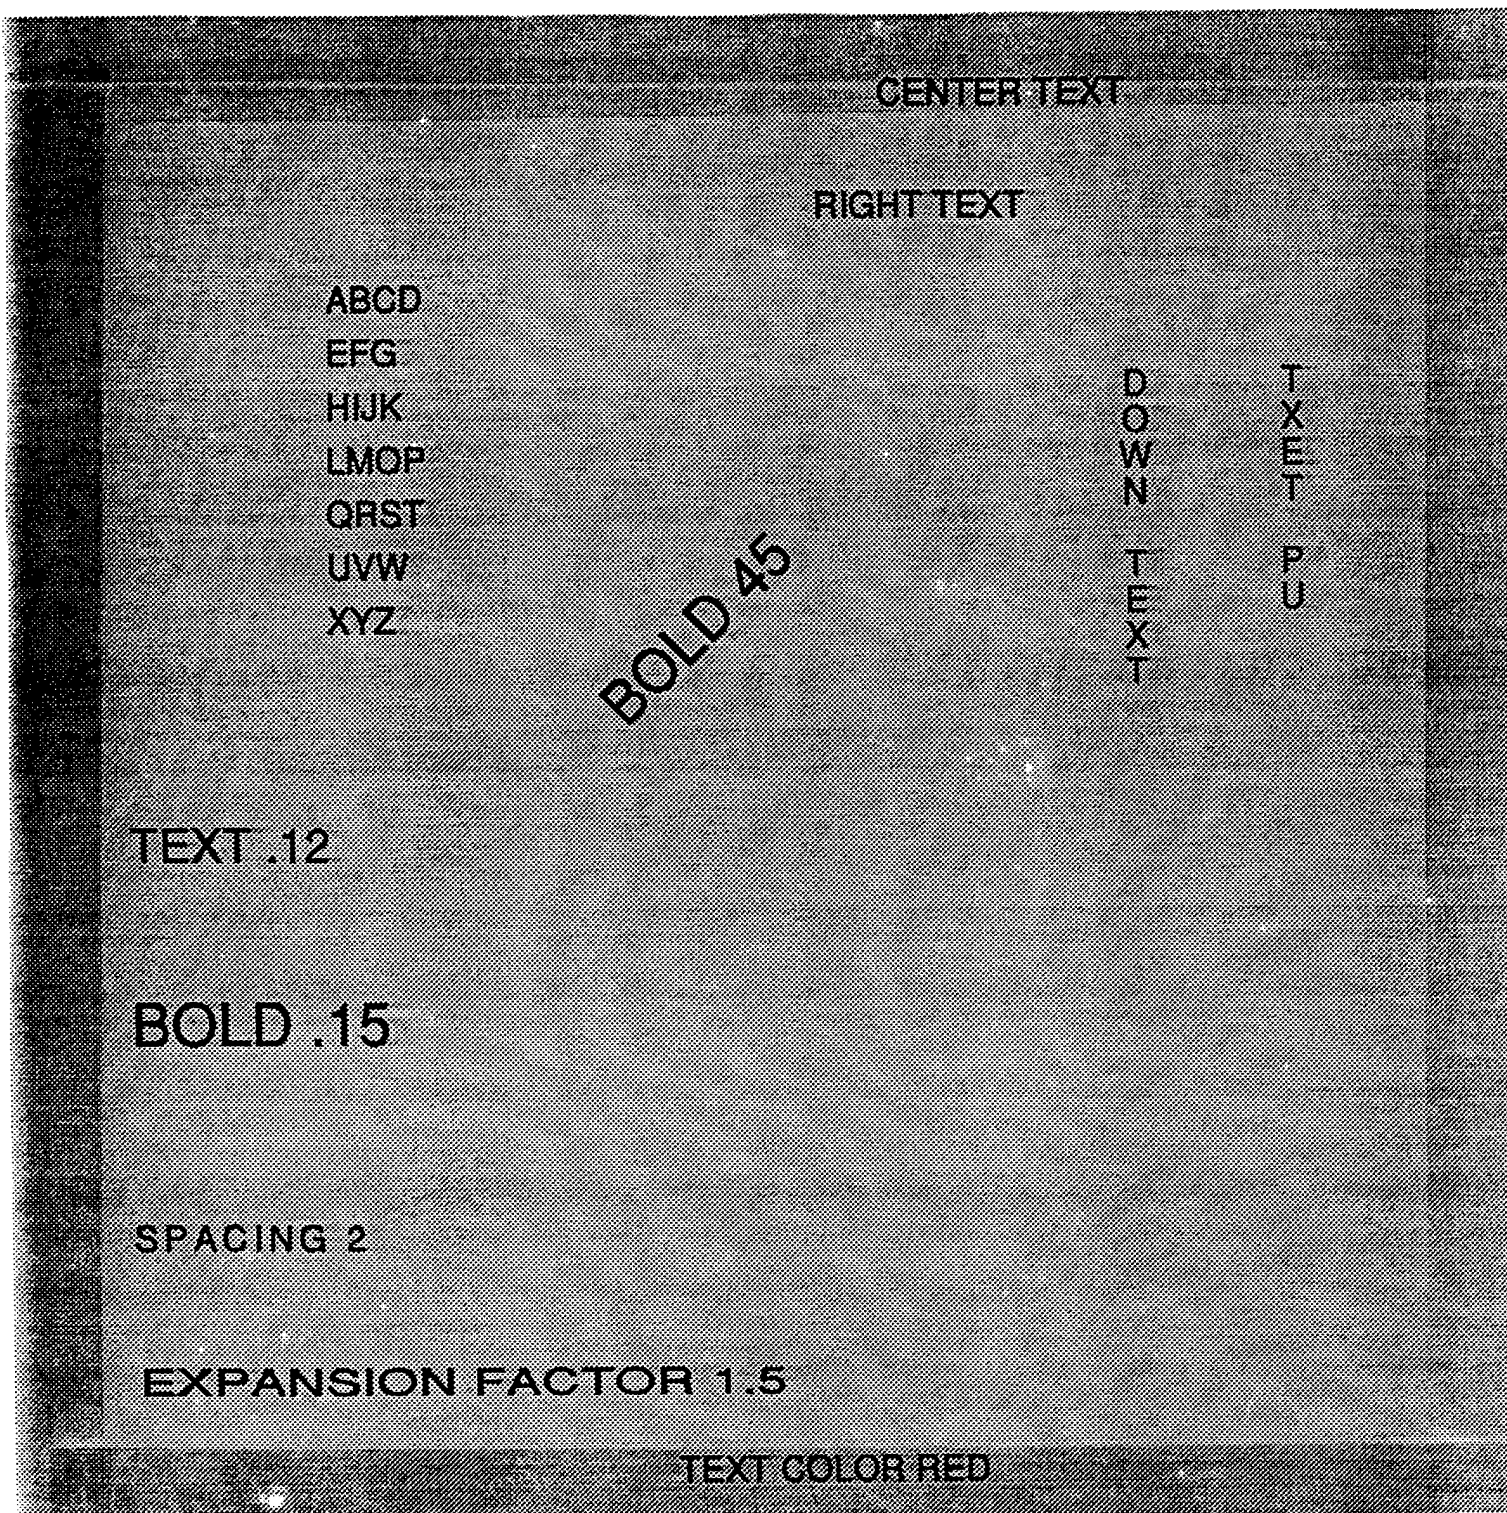 CENTER TEXT
RIGHT TEXT
ABCD
EFG
HIJK
LMOP
QRST
UVW
XYZ
BOLD 45
DOWN TEXT
TXET PU
TEXT .12
BOLD .15
SPACING 2
EXPANSION FACTOR 1.5
TEXT COLOR RED